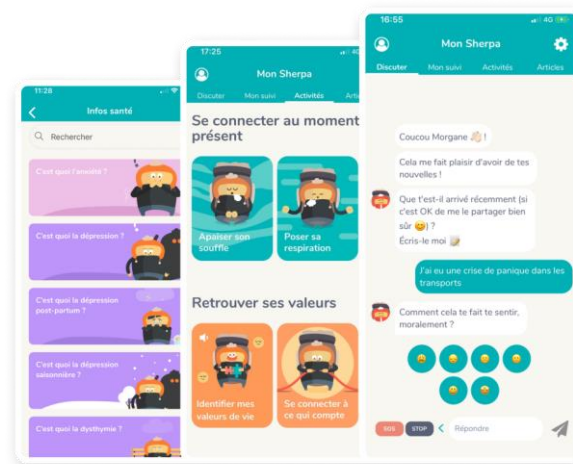 11:28
Infos santé
Rechercher
C'est quoi l'anxiété ?
C'est quoi la dépression ?
C'est quoi la dépression
post-partum ?
C'est quoi la dépression
saisonnière ?
C'est quoi la dysthymie ?
17:25
4G
Mon Sherpa
Discuter
Mon suivi
Activités
Arti
Se connecter au moment
présent
Apaiser son
souffle
Poser sa
respiration
Retrouver ses valeurs
Identifier mes
valeurs de vie
Se connecter à
ce qui compte
16:55
4G
Mon Sherpa
Discuter
Mon suivi
Activités
Articles
Coucou Morgane 👋🏻 !
Cela me fait plaisir d'avoir de tes
nouvelles !
Que t'est-il arrivé récemment (si
c'est OK de me le partager bien
sûr 😊) ?
Écris-le moi 📝
J'ai eu une crise de panique dans les
transports
Comment cela te fait te sentir,
moralement ?
SOS
STOP
Répondre